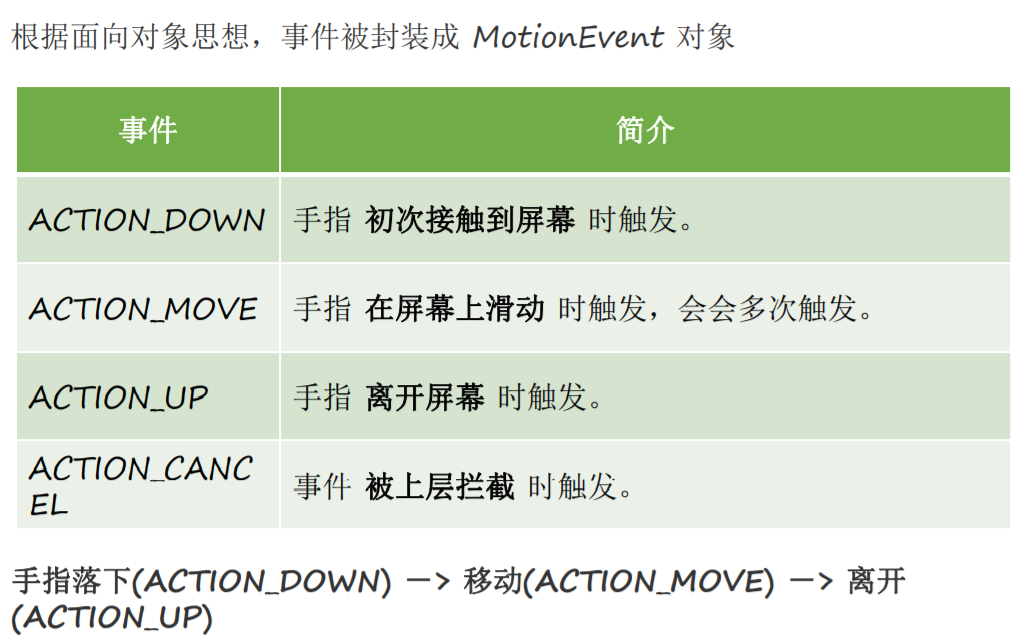 根据面向对象思想，事件被封装成 MotionEvent 对象
事件 简介
ACTION_DOWN 手指 初次接触到屏幕 时触发。
ACTION_MOVE 手指 在屏幕上滑动 时触发，会会多次触发。
ACTION_UP 手指 离开屏幕 时触发。
ACTION_CANC
EL
事件 被上层拦截 时触发。
手指落下(ACTION_DOWN) —> 移动(ACTION_MOVE) —> 离开
(ACTION_UP)